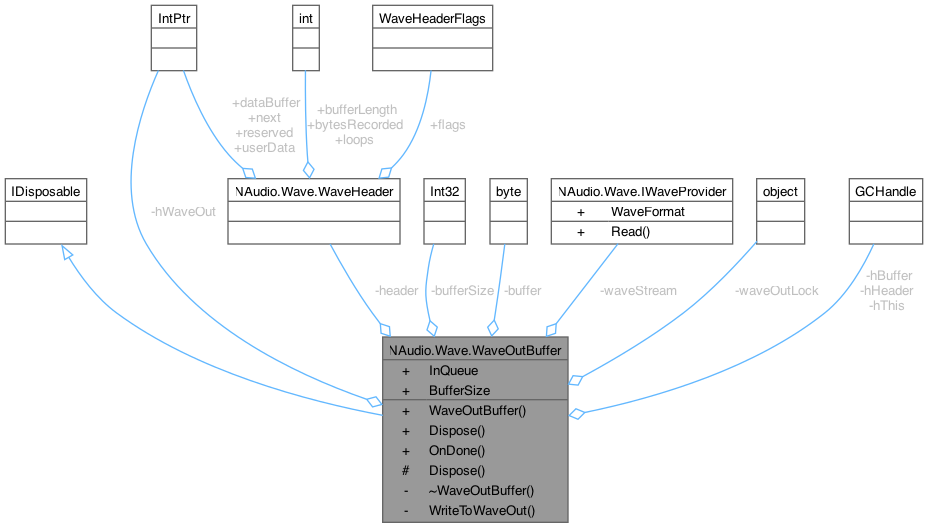 IntPtr
int
WaveHeaderFlags
+dataBuffer
+next
+reserved
+userData
+bufferLength
+bytesRecorded
+loops
+flags
IDisposable
NAudio.Wave.WaveHeader
Int32
byte
NAudio.Wave.IWaveProvider
+ WaveFormat
+ Read()
object
GCHandle
-hWaveOut
-header
-bufferSize
-buffer
-waveStream
-waveOutLock
-hBuffer
-hHeader
-hThis
NAudio.Wave.WaveOutBuffer
+ InQueue
+ BufferSize
+ WaveOutBuffer()
+ Dispose()
+ OnDone()
# Dispose()
- ~WaveOutBuffer()
- WriteToWaveOut()